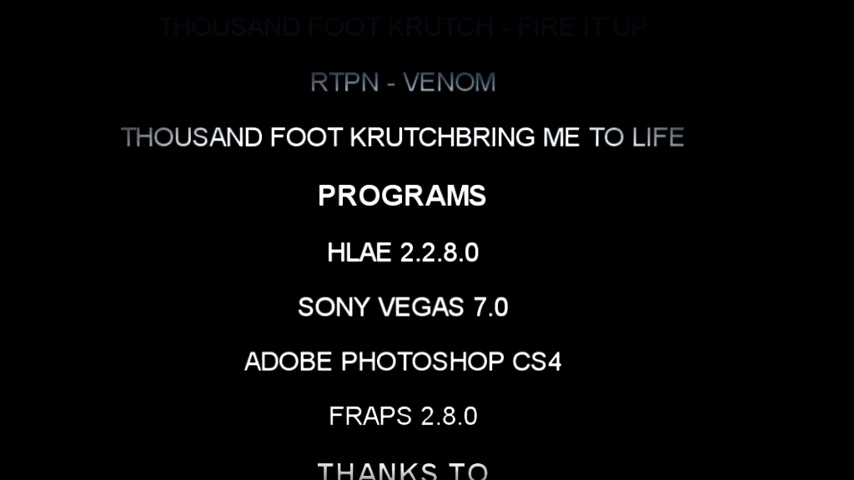 THOUSAND FOOT KRUTCH - FIRE IT UP
RTPN - VENOM
THOUSAND FOOT KRUTCHBRING ME TO LIFE
PROGRAMS
HLAE 2.2.8.0
SONY VEGAS 7.0
ADOBE PHOTOSHOP CS4
FRAPS 2.8.0
THANKS TO